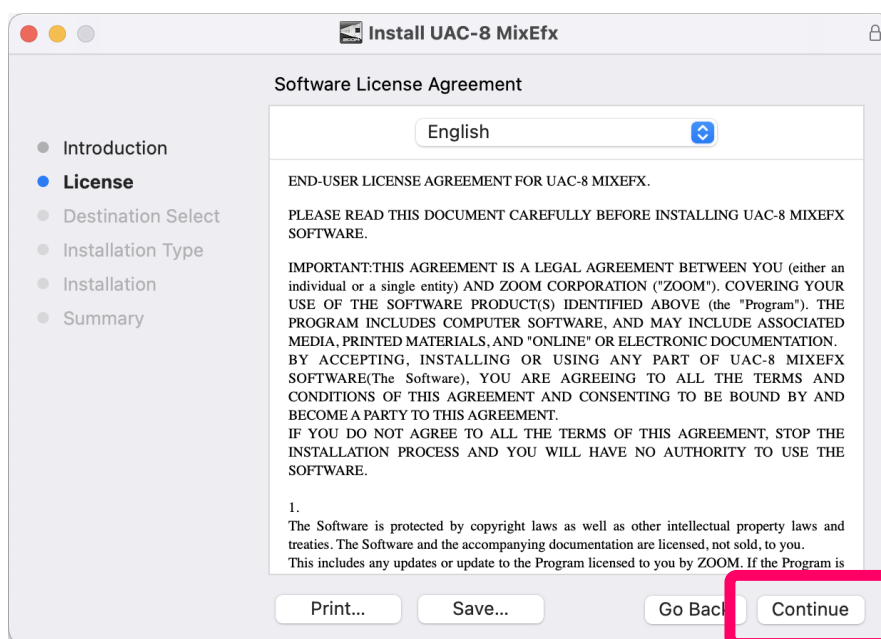 Install UAC-8 MixEfx
Software License Agreement
Introduction
License
Destination Select
Installation Type
Installation
Summary
English
END-USER LICENSE AGREEMENT FOR UAC-8 MIXEFX.
PLEASE READ THIS DOCUMENT CAREFULLY BEFORE INSTALLING UAC-8 MIXEFX
SOFTWARE.
IMPORTANT:THIS AGREEMENT IS A LEGAL AGREEMENT BETWEEN YOU (either an
individual or a single entity) AND ZOOM CORPORATION ("ZOOM"). COVERING YOUR
USE OF THE SOFTWARE PRODUCT(S) IDENTIFIED ABOVE (the "Program"). THE
PROGRAM INCLUDES COMPUTER SOFTWARE, AND MAY INCLUDE ASSOCIATED
MEDIA, PRINTED MATERIALS, AND "ONLINE" OR ELECTRONIC DOCUMENTATION.
BY ACCEPTING, INSTALLING OR USING ANY PART OF UAC-8 MIXEFX
SOFTWARE(The Software), YOU ARE AGREEING TO ALL THE TERMS AND
CONDITIONS OF THIS AGREEMENT AND CONSENTING TO BE BOUND BY AND
BECOME A PARTY TO THIS AGREEMENT.
IF YOU DO NOT AGREE TO ALL THE TERMS OF THIS AGREEMENT, STOP THE
INSTALLATION PROCESS AND YOU WILL HAVE NO AUTHORITY TO USE THE
SOFTWARE.
1.
The Software is protected by copyright laws as well as other intellectual property laws and
treaties. The Software and the accompanying documentation are licensed, not sold, to you.
This includes any updates or update to the Program licensed to you by ZOOM. If the Program is
Print...
Save...
Go Back
Continue